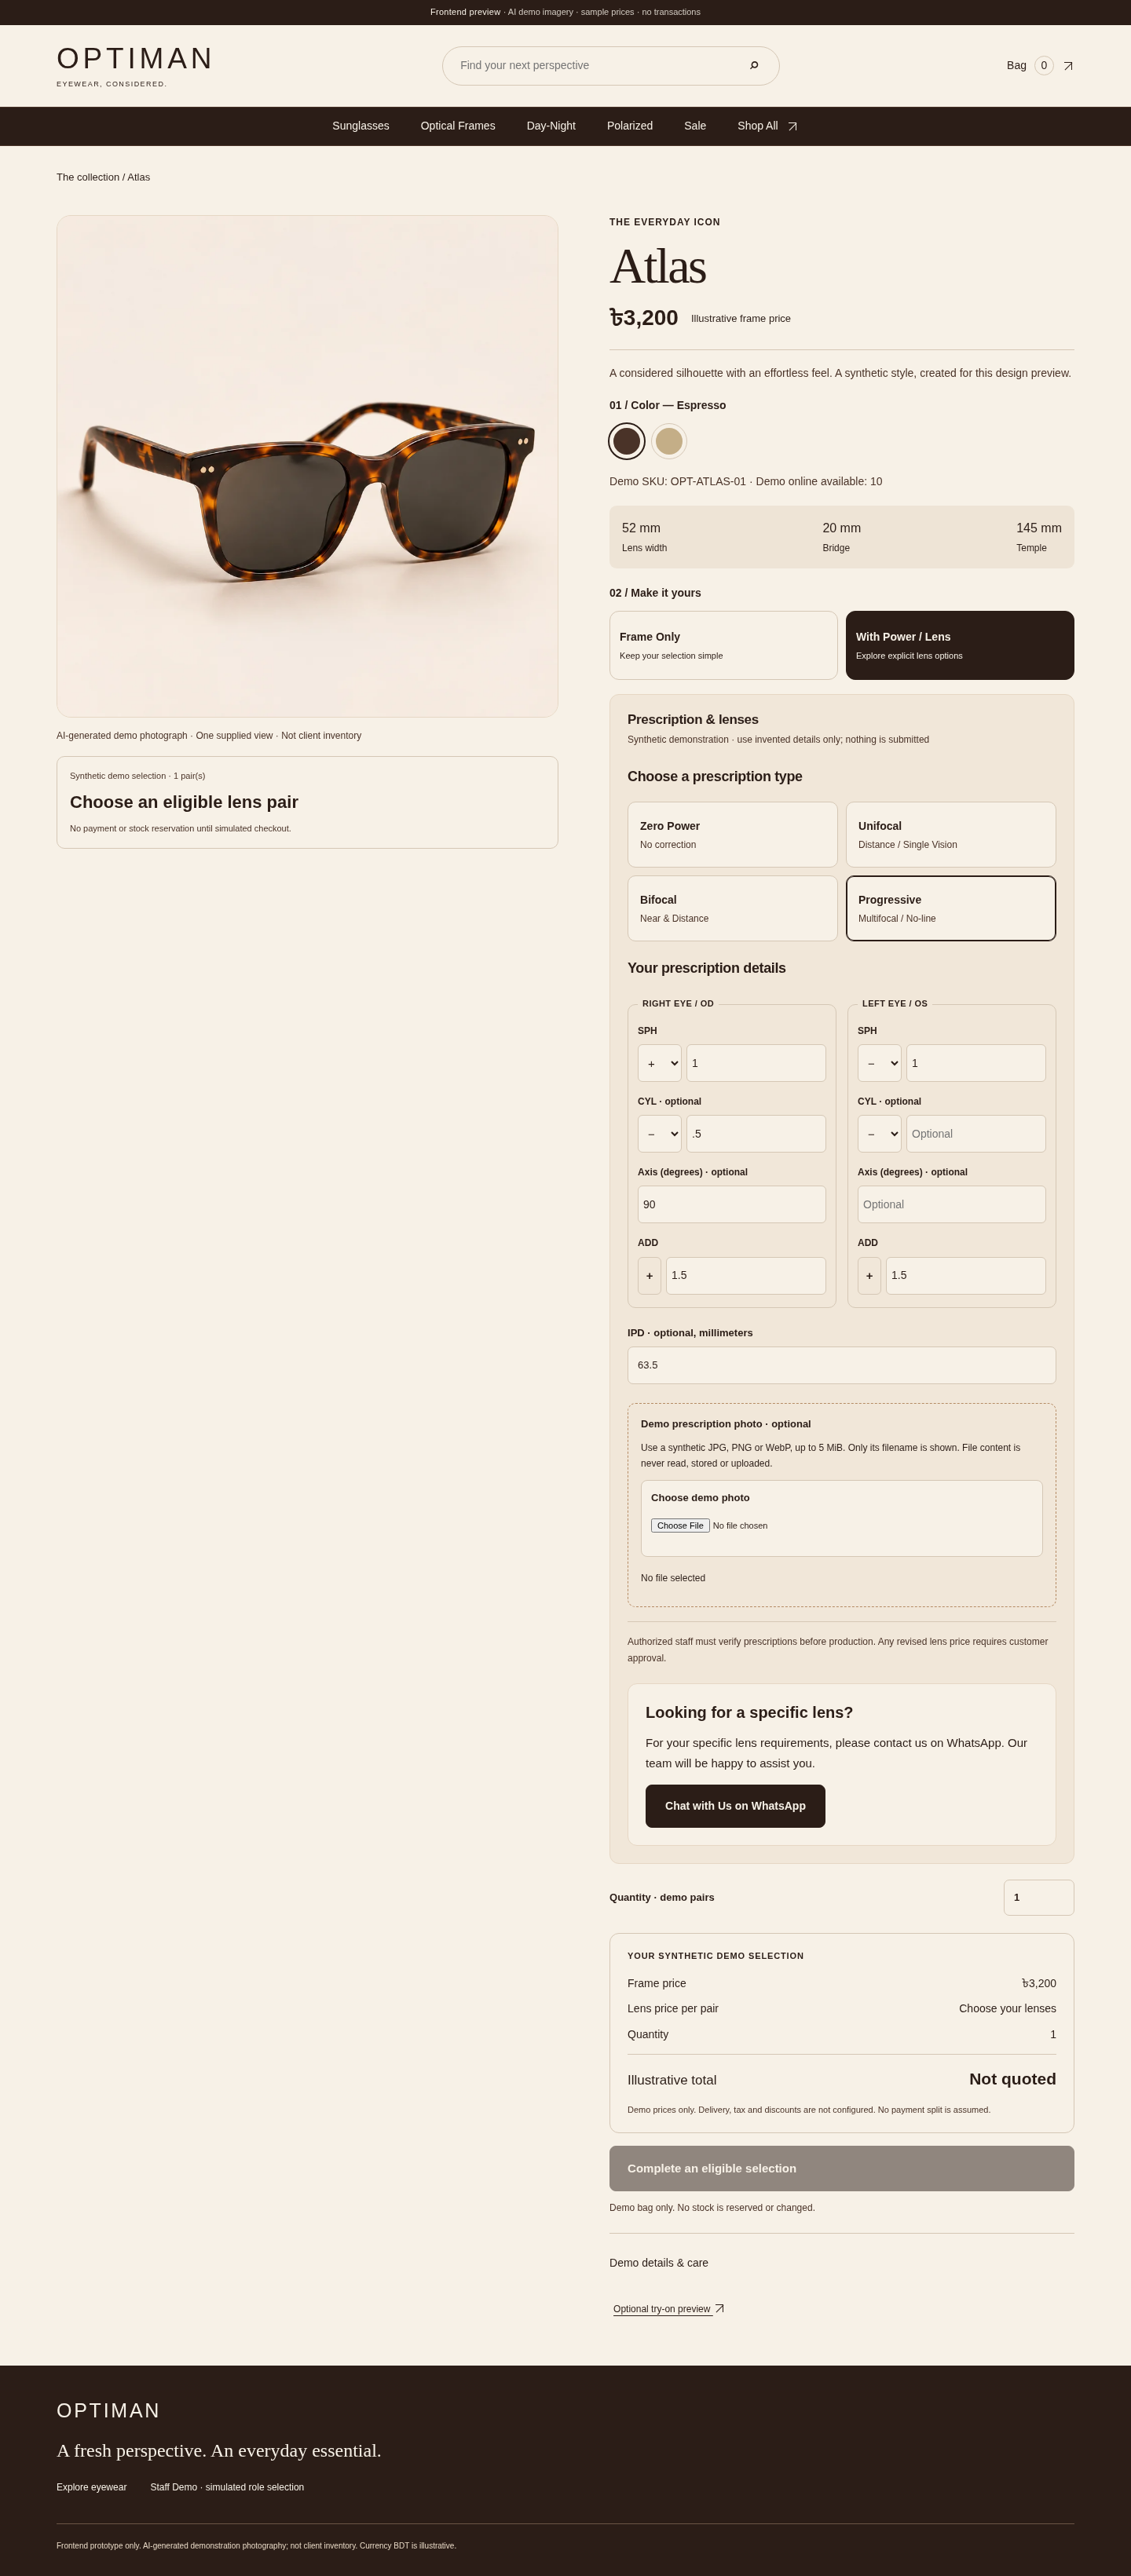 Frontend preview · AI demo imagery · sample prices · no transactions
OPTIMAN
EYEWEAR, CONSIDERED.
Find your next perspective
Bag 0
Sunglasses Optical Frames Day-Night Polarized Sale Shop All
The collection / Atlas
THE EVERYDAY ICON
Atlas
৳3,200 Illustrative frame price
A considered silhouette with an effortless feel. A synthetic style, created for this design preview.
01 / Color — Espresso
Demo SKU: OPT-ATLAS-01 · Demo online available: 10
52 mm 20 mm 145 mm
Lens width Bridge Temple
02 / Make it yours
Frame Only
Keep your selection simple
With Power / Lens
Explore explicit lens options
AI-generated demo photograph · One supplied view · Not client inventory
Synthetic demo selection · 1 pair(s)
Choose an eligible lens pair
No payment or stock reservation until simulated checkout.
Prescription & lenses
Synthetic demonstration · use invented details only; nothing is submitted
Choose a prescription type
Zero Power
No correction
Unifocal
Distance / Single Vision
Bifocal
Near & Distance
Progressive
Multifocal / No-line
Your prescription details
RIGHT EYE / OD
SPH
+ 1
CYL · optional
− .5
Axis (degrees) · optional
90
ADD
+ 1.5
LEFT EYE / OS
SPH
− 1
CYL · optional
− Optional
Axis (degrees) · optional
Optional
ADD
+ 1.5
IPD · optional, millimeters
63.5
Demo prescription photo · optional
Use a synthetic JPG, PNG or WebP, up to 5 MiB. Only its filename is shown. File content is
never read, stored or uploaded.
Choose demo photo
Choose File No file chosen
No file selected
Authorized staff must verify prescriptions before production. Any revised lens price requires customer
approval.
Looking for a specific lens?
For your specific lens requirements, please contact us on WhatsApp. Our
team will be happy to assist you.
Chat with Us on WhatsApp
Quantity · demo pairs 1
YOUR SYNTHETIC DEMO SELECTION
Frame price ৳3,200
Lens price per pair Choose your lenses
Quantity 1
Illustrative total Not quoted
Demo prices only. Delivery, tax and discounts are not configured. No payment split is assumed.
Complete an eligible selection
Demo bag only. No stock is reserved or changed.
Demo details & care
Optional try-on preview
OPTIMAN
A fresh perspective. An everyday essential.
Explore eyewear Staff Demo · simulated role selection
Frontend prototype only. AI-generated demonstration photography; not client inventory. Currency BDT is illustrative.